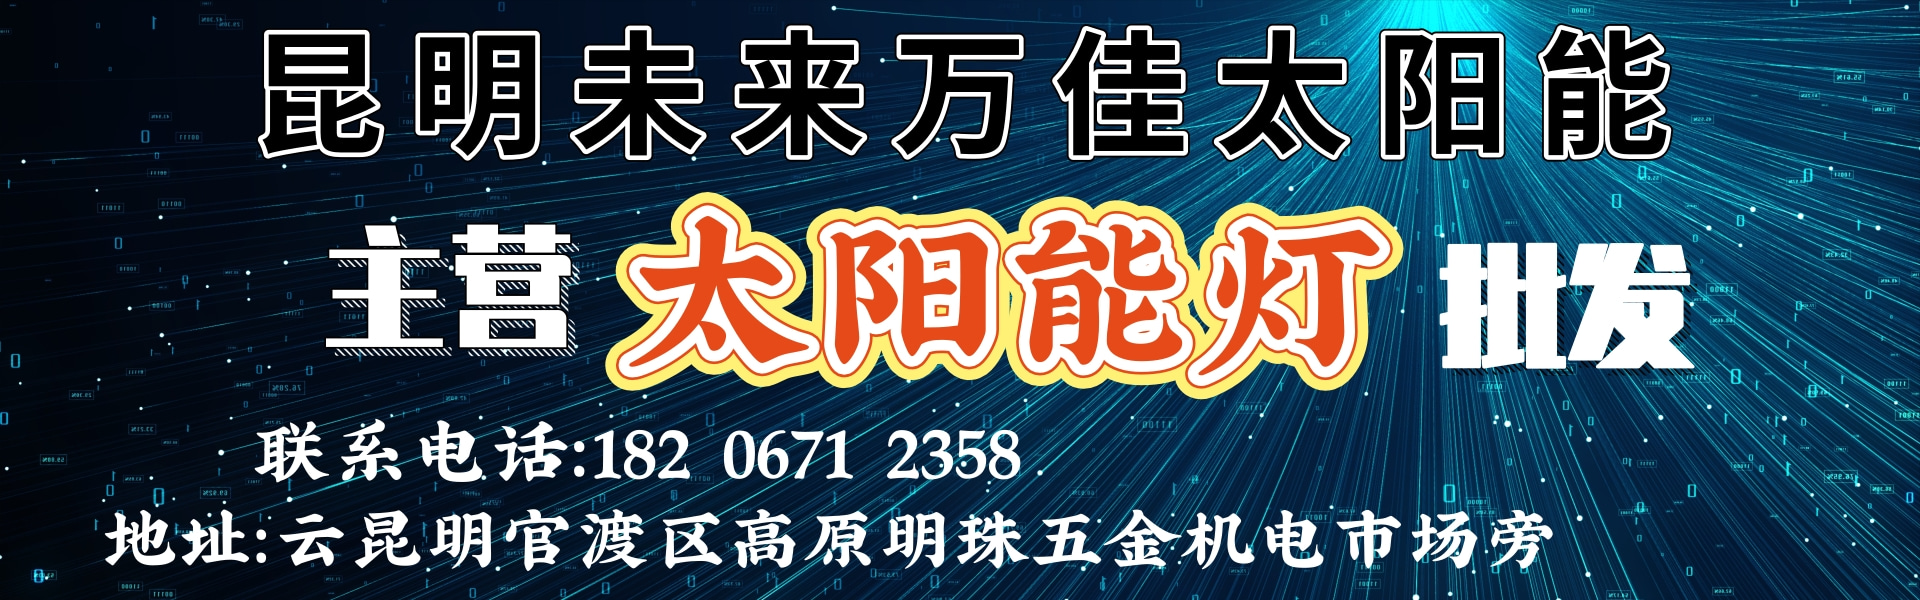 昆明未来万佳太阳能
主营 太阳能灯 批发
联系电话:182 0671 2358
地址:云昆明官渡区高原明珠五金机电市场旁